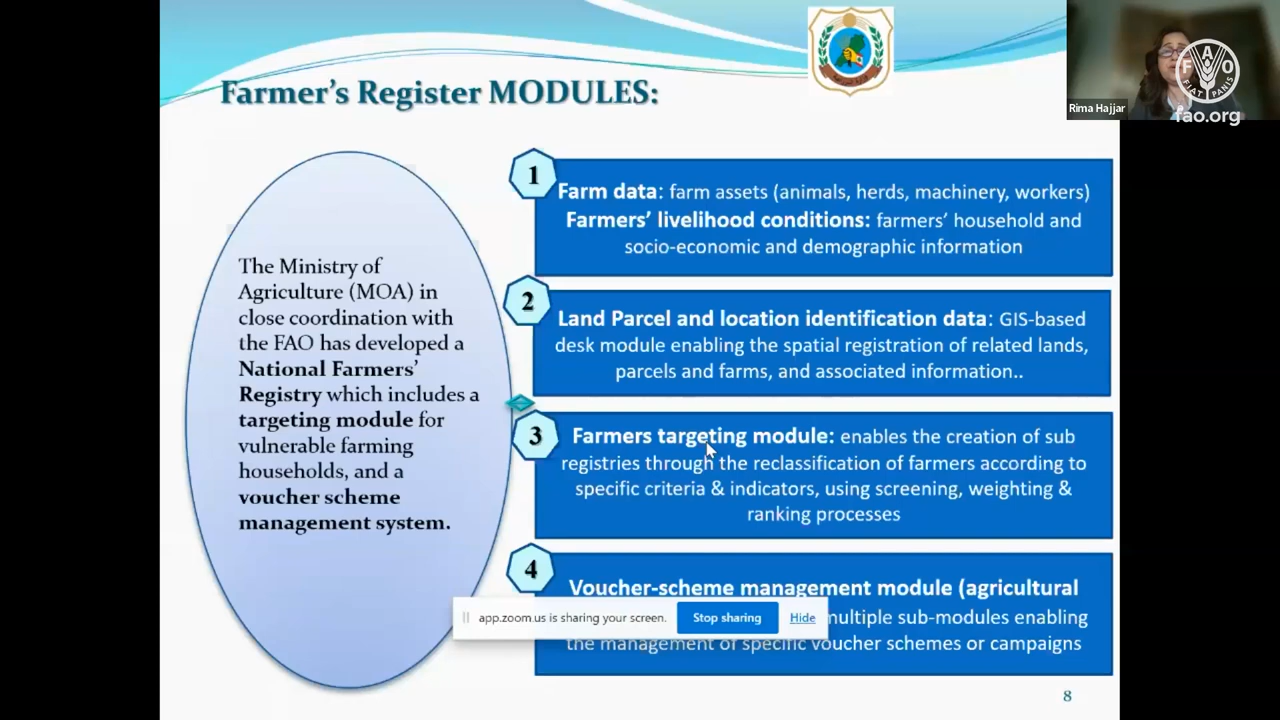 Farmer's Register MODULES:
The Ministry of
Agriculture (MOA) in
close coordination with
the FAO has developed a
National Farmers'
Registry which includes a
targeting module for
vulnerable farming
households, and a
voucher scheme
management system.
1
Farm data: farm assets (animals, herds, machinery, workers)
Farmers' livelihood conditions: farmers' household and
socio-economic and demographic information
2
Land Parcel and location identification data: GIS-based
desk module enabling the spatial registration of related lands,
parcels and farms, and associated information..
3
Farmers targeting module: enables the creation of sub
registries through the reclassification of farmers according to
specific criteria & indicators, using screening, weighting &
ranking processes
4
Voucher-scheme management module (agricultural
multiple sub-modules enabling
the management of specific voucher schemes or campaigns
app.zoom.us is sharing your screen.
Stop sharing
Hide
8
Rima Hajjar
F A O
FIAT PANIS
fao.org